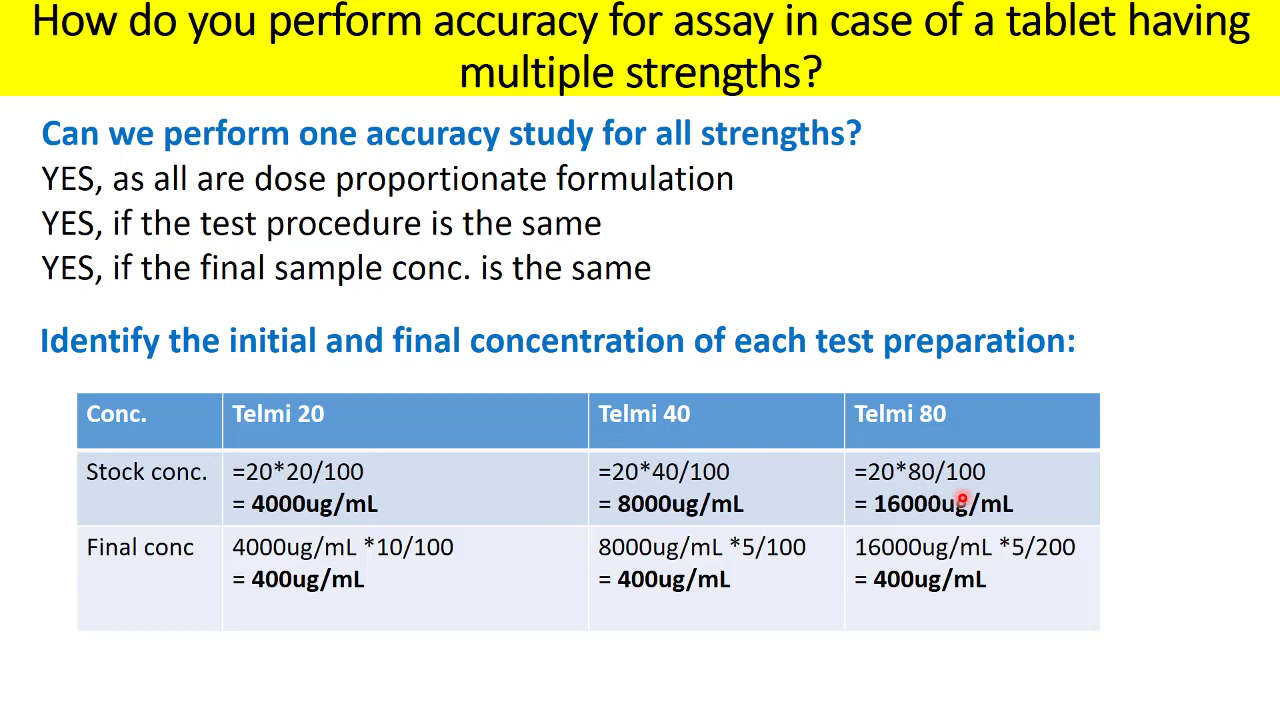 How do you perform accuracy for assay in case of a tablet having
multiple strengths?
Can we perform one accuracy study for all strengths?
YES, as all are dose proportionate formulation
YES, if the test procedure is the same
YES, if the final sample conc. is the same
Identify the initial and final concentration of each test preparation:
Conc. Telmi 20 Telmi 40 Telmi 80
Stock conc. =20*20/100 =20*40/100 =20*80/100
= 4000ug/mL = 8000ug/mL = 16000ug/mL
Final conc 4000ug/mL *10/100 8000ug/mL *5/100 16000ug/mL *5/200
= 400ug/mL = 400ug/mL = 400ug/mL